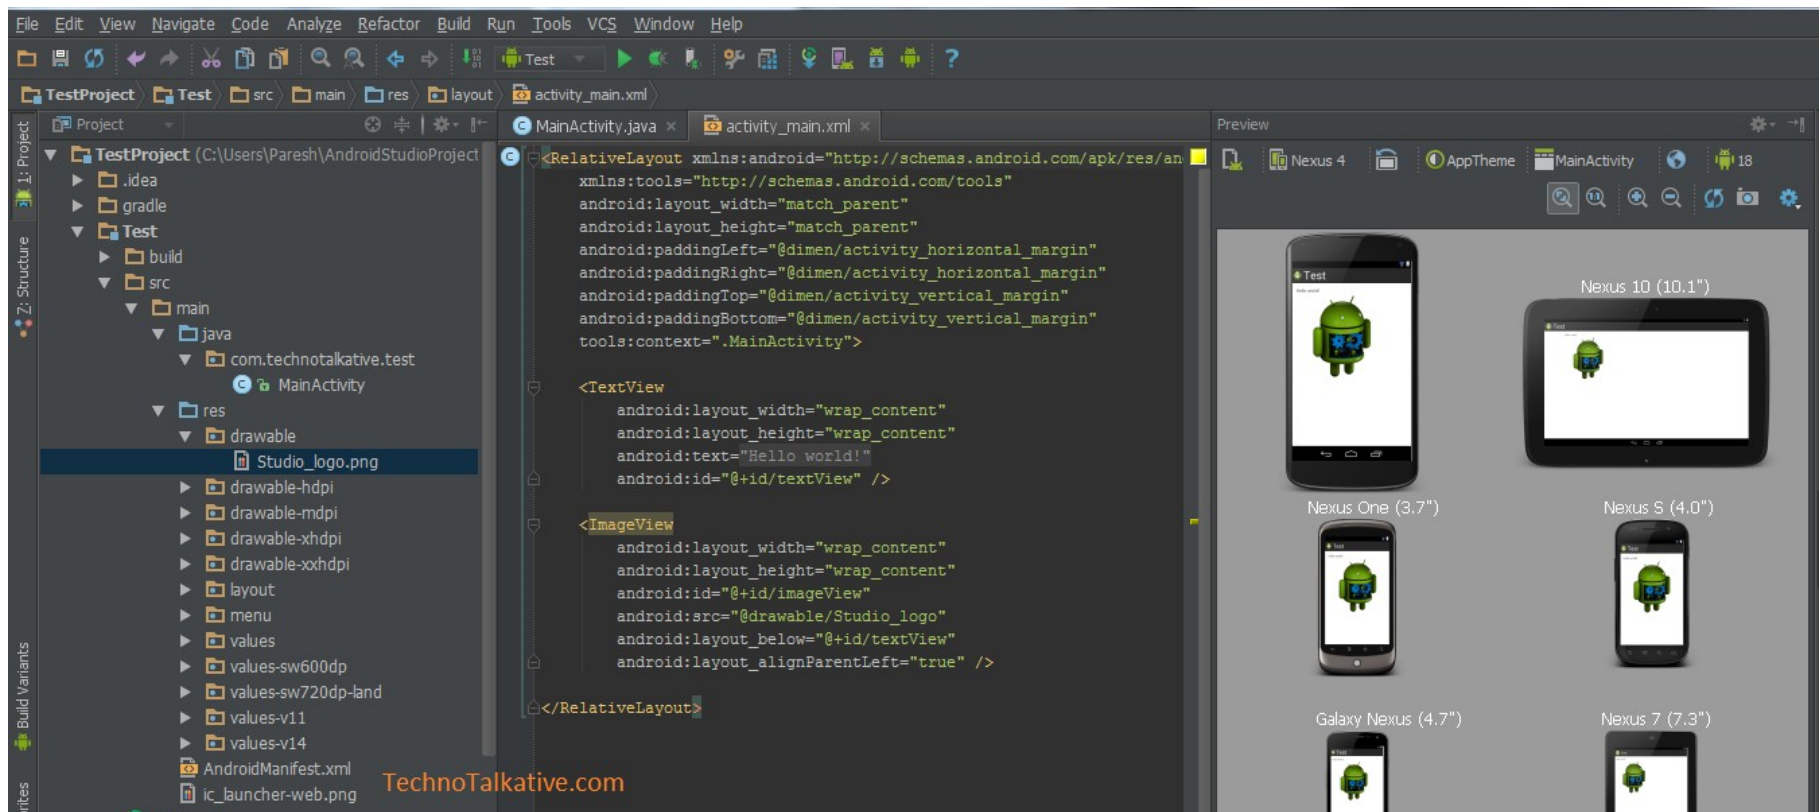 File Edit View Navigate Code Analyze Refactor Build Run Tools VCS Window Help
Test
TestProject Test src main res layout activity_main.xml
Project
MainActivity.java
activity_main.xml
Preview
1: Project
Z: Structure
Build Variants
TestProject (C:\Users\Paresh\AndroidStudioProject
.idea
gradle
Test
build
src
main
java
com.technotalkative.test
MainActivity
res
drawable
Studio_logo.png
drawable-hdpi
drawable-mdpi
drawable-xhdpi
drawable-xxhdpi
layout
menu
values
values-sw600dp
values-sw720dp-land
values-v11
values-v14
AndroidManifest.xml
ic_launcher-web.png
<RelativeLayout xmlns:android="http://schemas.android.com/apk/res/an
xmlns:tools="http://schemas.android.com/tools"
android:layout_width="match_parent"
android:layout_height="match_parent"
android:paddingLeft="@dimen/activity_horizontal_margin"
android:paddingRight="@dimen/activity_horizontal_margin"
android:paddingTop="@dimen/activity_vertical_margin"
android:paddingBottom="@dimen/activity_vertical_margin"
tools:context=".MainActivity">
<TextView
android:layout_width="wrap_content"
android:layout_height="wrap_content"
android:text="Hello world!"
android:id="@+id/textView" />
<ImageView
android:layout_width="wrap_content"
android:layout_height="wrap_content"
android:id="@+id/imageView"
android:src="@drawable/Studio_logo"
android:layout_below="@+id/textView"
android:layout_alignParentLeft="true" />
</RelativeLayout>
TechnoTalkative.com
Nexus 4 AppTheme MainActivity 18
1:1
Test
Hello world!
Nexus 10 (10.1")
Test
Nexus One (3.7")
Test
Nexus S (4.0")
Test
Galaxy Nexus (4.7")
Test
Nexus 7 (7.3")